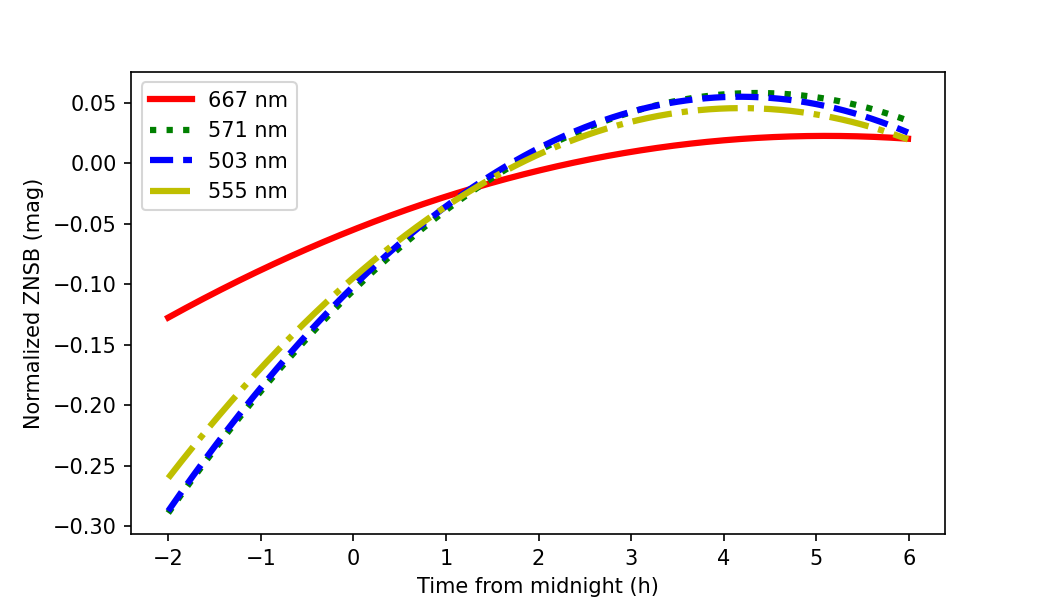 667 nm
571 nm
503 nm
555 nm
Normalized ZNSB (mag)
0.05
0.00
−0.05
−0.10
−0.15
−0.20
−0.25
−0.30
−2 −1 0 1 2 3 4 5 6
Time from midnight (h)